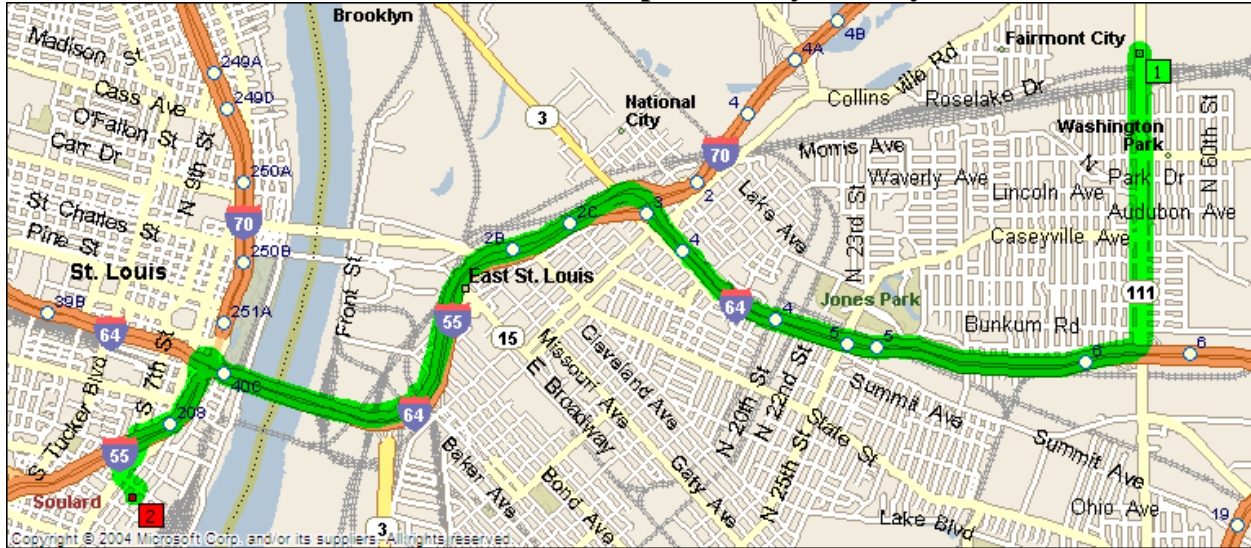 Brooklyn
Madison St
Cass Ave
O'Fallon St
Carr Dr
N 9th St
St Charles St
Pine St
St. Louis
249A
249D
250A
70
250B
251A
39B
64
S 7th St
S Tucker Blvd
40C
208
55
Soulard
2
Front St
National City
3
4B
4A
4
70
2
Collinsville Rd
Roselake Dr
Fairmont City
1
Washington Park
N 60th St
Morris Ave
Waverly Ave
Lincoln Ave
N
Park Dr
Audubon Ave
Caseyville Ave
Lake Ave
N 23rd St
2B
2C
3
4
East St. Louis
55
64
15
64
4
5
5
Jones Park
Bunkum Rd
111
6
6
Missouri Ave
Cleveland Ave
E Broadway
N 20th St
N 22nd St
Summit Ave
Summit Ave
State St
N 25th St
Gaty Ave
Bond Ave
Baker Ave
3
Lake Blvd
Ohio Ave
19
Copyright © 2004 Microsoft Corp. and/or its suppliers. All rights reserved.